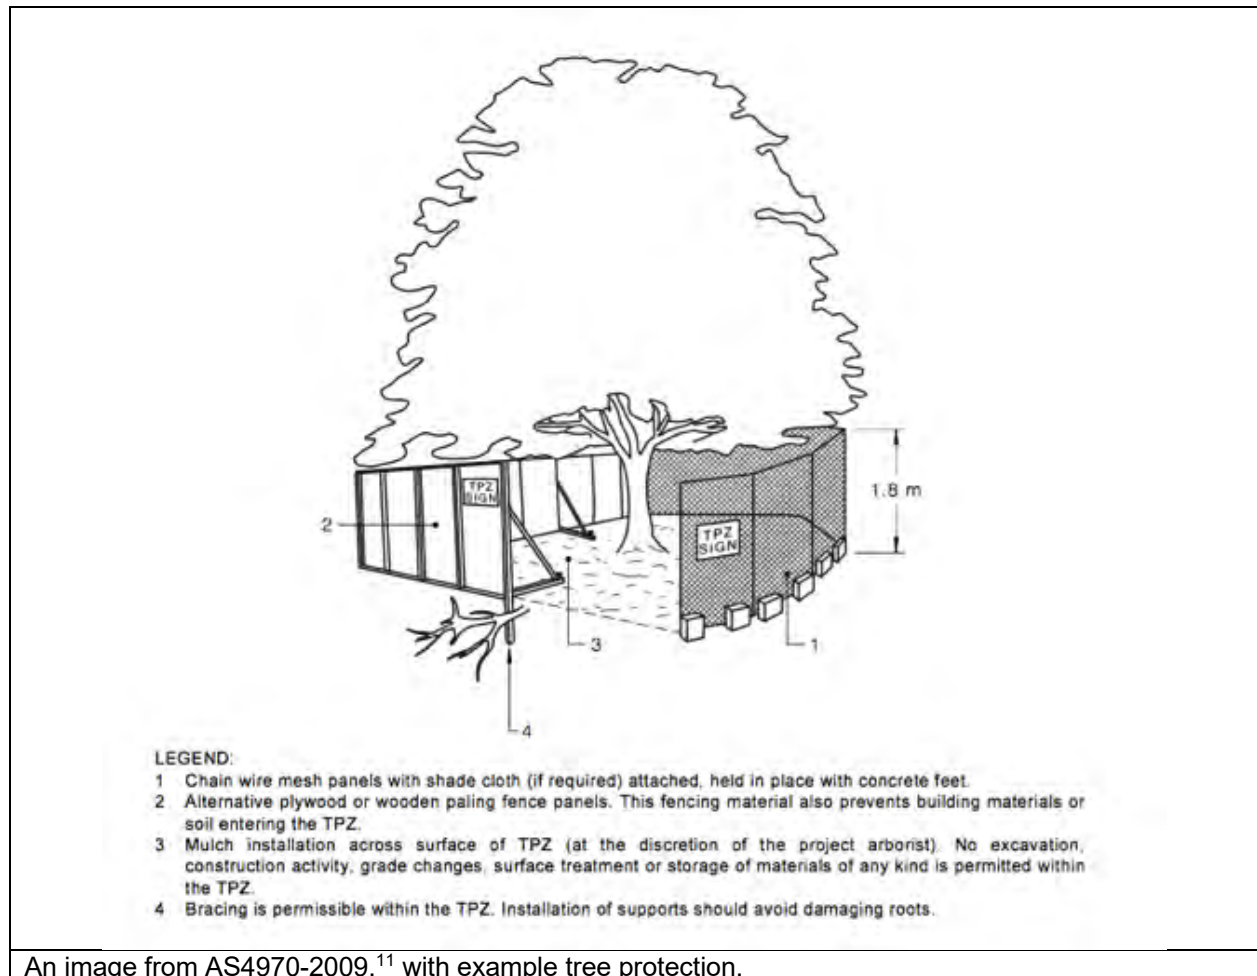 TPZ
SIGN
1.8 m
2
TPZ
SIGN
3
1
4
LEGEND:
1 Chain wire mesh panels with shade cloth (if required) attached, held in place with concrete feet.
2 Alternative plywood or wooden paling fence panels. This fencing material also prevents building materials or
soil entering the TPZ.
3 Mulch installation across surface of TPZ (at the discretion of the project arborist). No excavation,
construction activity, grade changes, surface treatment or storage of materials of any kind is permitted within
the TPZ.
4 Bracing is permissible within the TPZ. Installation of supports should avoid damaging roots.
An image from AS4970-2009,¹¹ with example tree protection.